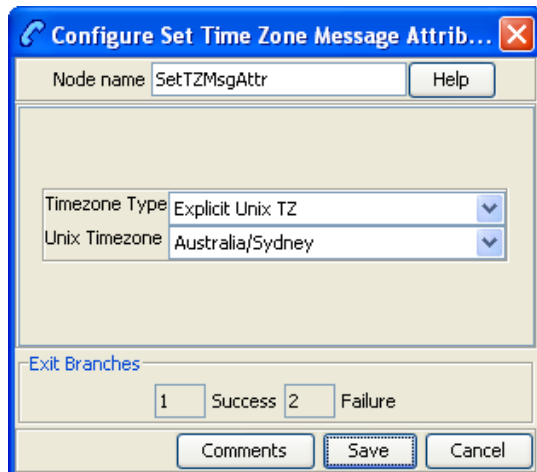 Configure Set Time Zone Message Attrib...
Node name SetTZMsgAttr Help
Timezone Type Explicit Unix TZ
Unix Timezone Australia/Sydney
Exit Branches
1 Success 2 Failure
Comments Save Cancel